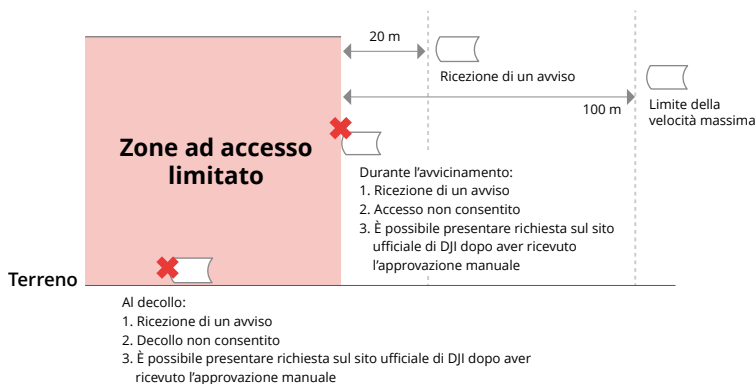 20 m
Ricezione di un avviso
100 m
Limite della
velocità massima
Zone ad accesso
limitato
Durante l'avvicinamento:
1. Ricezione di un avviso
2. Accesso non consentito
3. È possibile presentare richiesta sul sito
ufficiale di DJI dopo aver ricevuto
l'approvazione manuale
Terreno
Al decollo:
1. Ricezione di un avviso
2. Decollo non consentito
3. È possibile presentare richiesta sul sito ufficiale di DJI dopo aver
ricevuto l'approvazione manuale